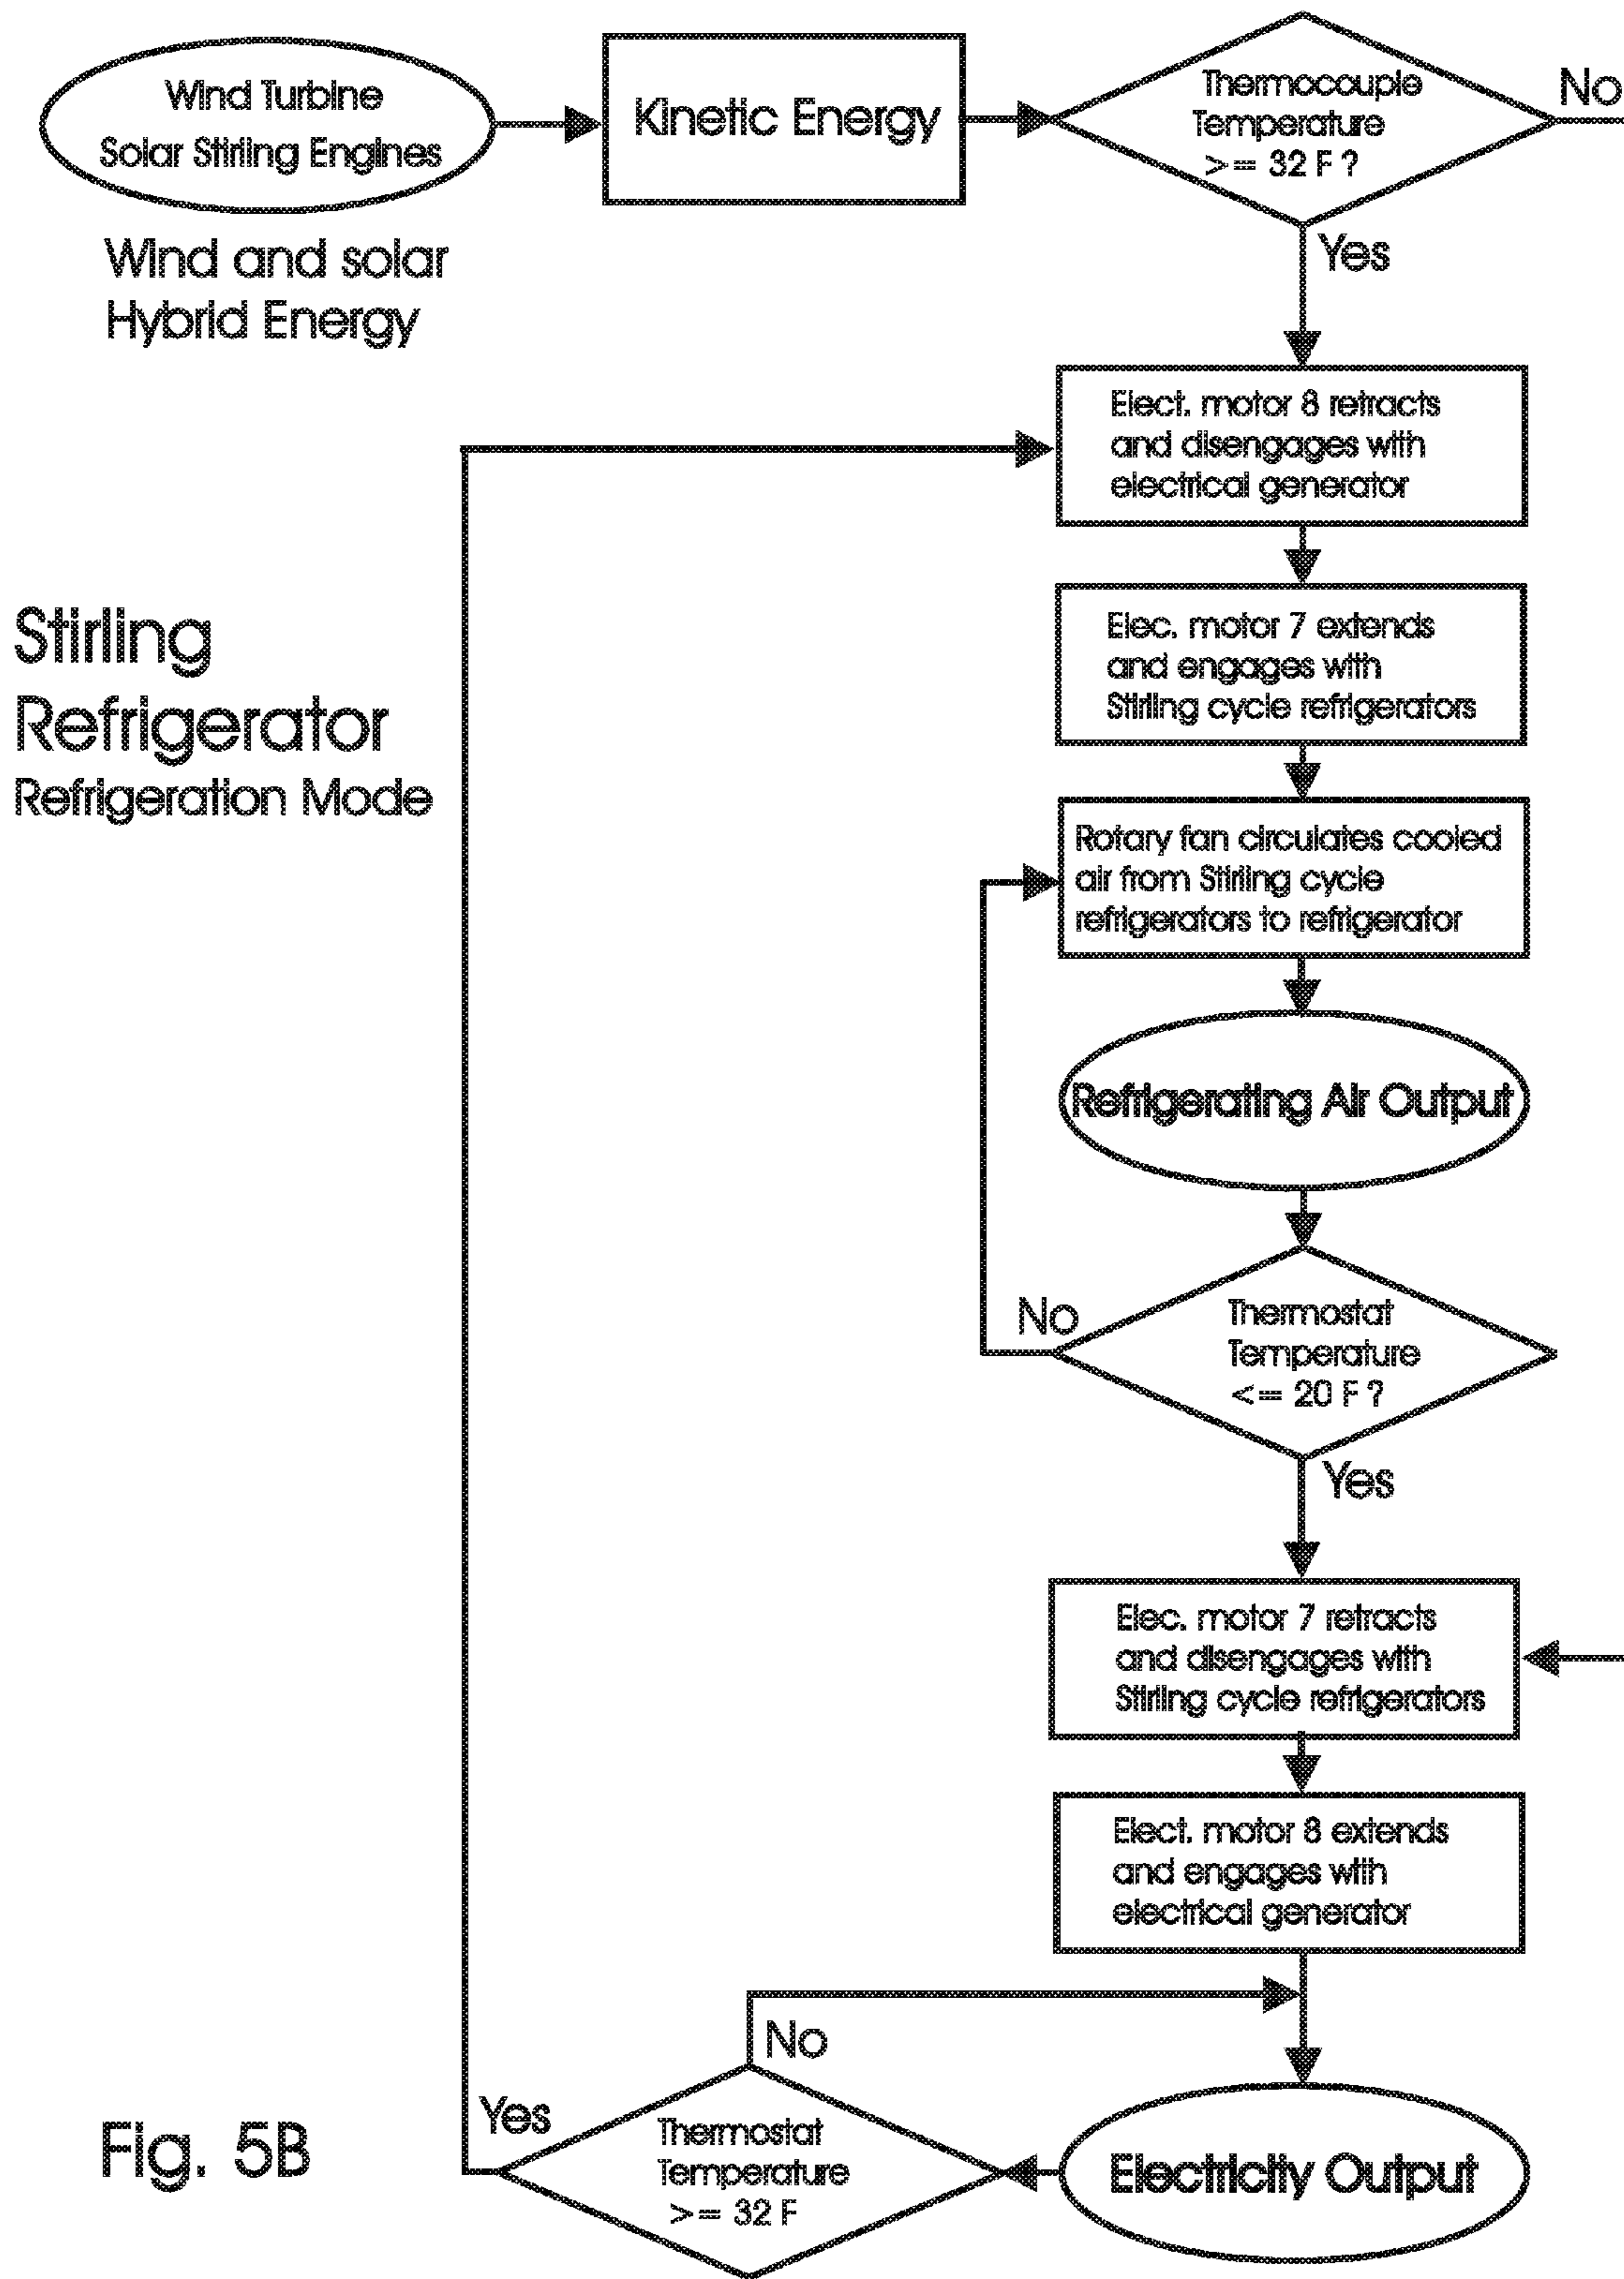 Wind Turbine
Solar Stirling Engines
Wind and solar
Hybrid Energy
Kinetic Energy
Thermocouple
Temperature
>= 32 F ?
No
Yes
Elect. motor 8 retracts
and disengages with
electrical generator
Elec. motor 7 extends
and engages with
Stirling cycle refrigerators
Stirling
Refrigerator
Refrigeration Mode
Rotary fan circulates cooled
air from Stirling cycle
refrigerators to refrigerator
Refrigerating Air Output
No
Thermostat
Temperature
<= 20 F ?
Yes
Elec. motor 7 retracts
and disengages with
Stirling cycle refrigerators
Elect. motor 8 extends
and engages with
electrical generator
No
Yes
Thermostat
Temperature
>= 32 F
Electricity Output
Fig. 5B